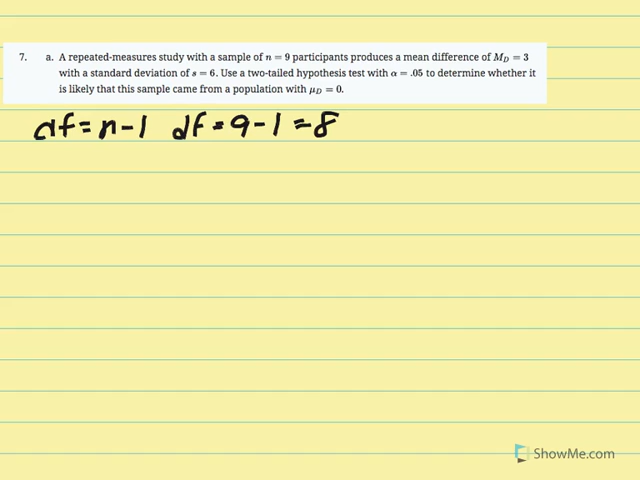 7. a. A repeated-measures study with a sample of n = 9 participants produces a mean difference of M_D = 3
with a standard deviation of s = 6. Use a two-tailed hypothesis test with α = .05 to determine whether it
is likely that this sample came from a population with μ_D = 0.
df = n - 1 df = 9 - 1 = 8
ShowMe.com